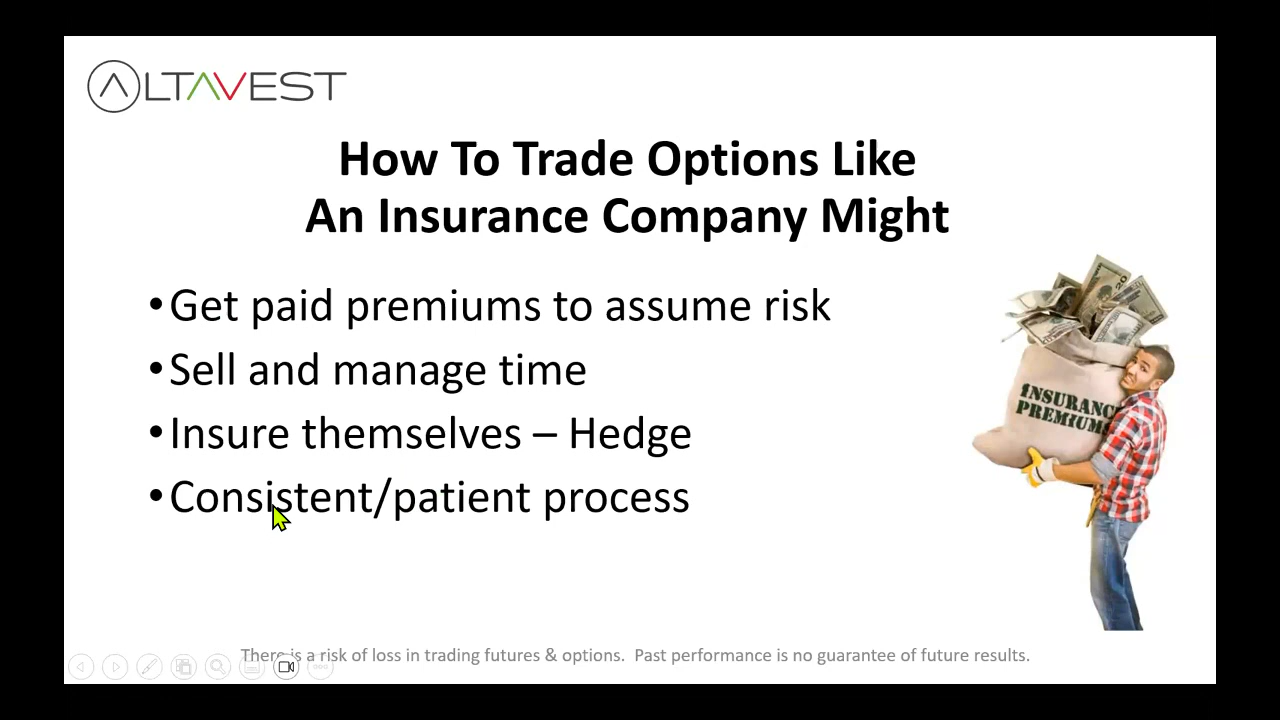 ALTAVEST
How To Trade Options Like
An Insurance Company Might
• Get paid premiums to assume risk
• Sell and manage time
• Insure themselves – Hedge
• Consistent/patient process
20
INSURANC
PREMIUMS
There is a risk of loss in trading futures & options.  Past performance is no guarantee of future results.